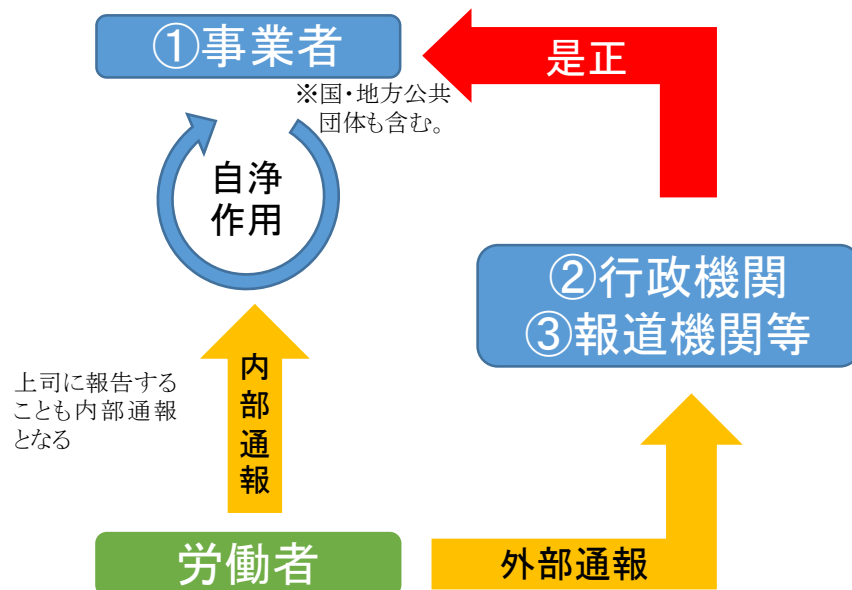 ①事業者
是正
※国・地方公共
団体も含む。
自浄
作用
②行政機関
③報道機関等
上司に報告する
ことも内部通報
となる
内部通報
労働者
外部通報